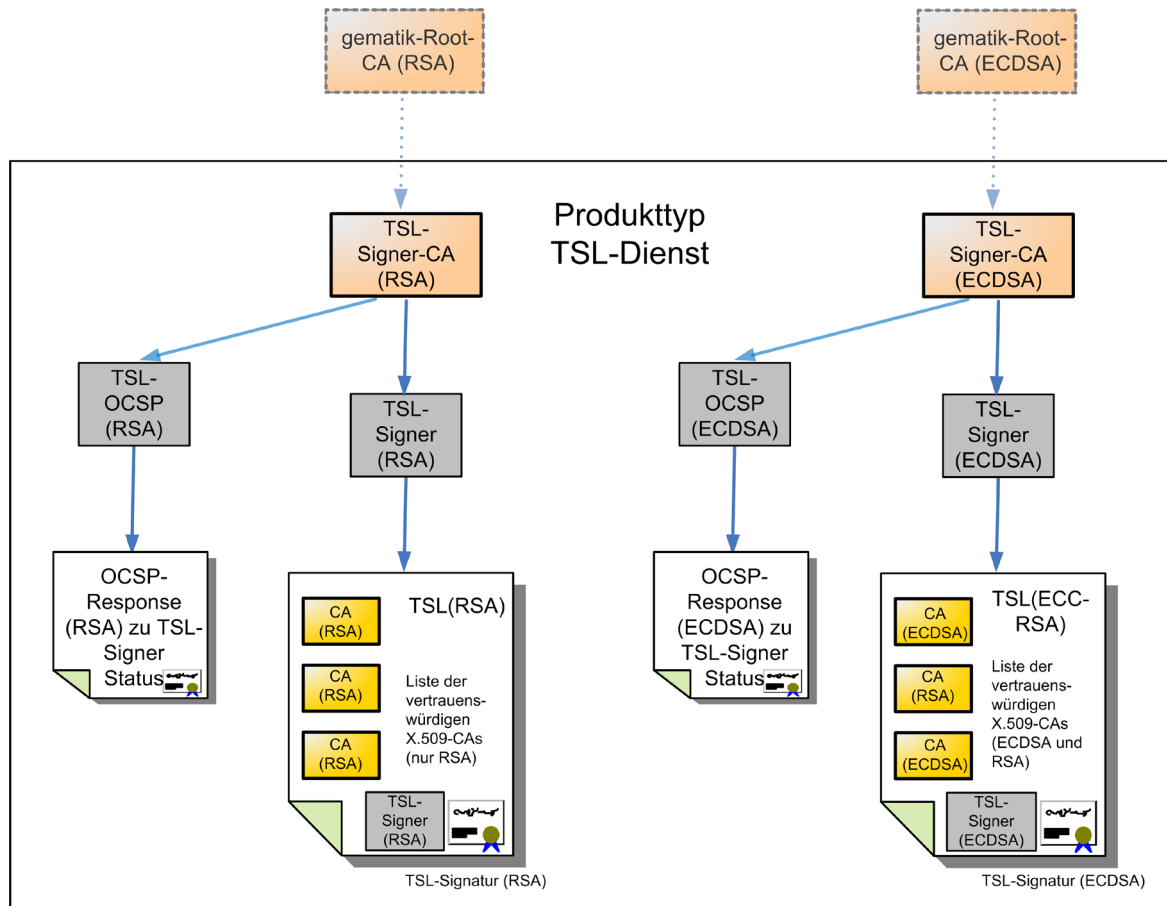 gematik-Root-
CA (RSA)
gematik-Root-
CA (ECDSA)
Produkttyp
TSL-Dienst
TSL-
Signer-CA
(RSA)
TSL-
Signer-CA
(ECDSA)
TSL-
OCSP
(RSA)
TSL-
Signer
(RSA)
TSL-
OCSP
(ECDSA)
TSL-
Signer
(ECDSA)
OCSP-
Response
(RSA) zu TSL-
Signer
Status
TSL(RSA)
CA
(RSA)
CA
(RSA)
CA
(RSA)
Liste der
vertrauens-
würdigen
X.509-CAs
(nur RSA)
TSL-
Signer
(RSA)
TSL-Signatur (RSA)
OCSP-
Response
(ECDSA) zu
TSL-Signer
Status
TSL(ECC-
RSA)
CA
(ECDSA)
CA
(RSA)
CA
(ECDSA)
Liste der
vertrauens-
würdigen
X.509-CAs
(ECDSA und
RSA)
TSL-
Signer
(ECDSA)
TSL-Signatur (ECDSA)